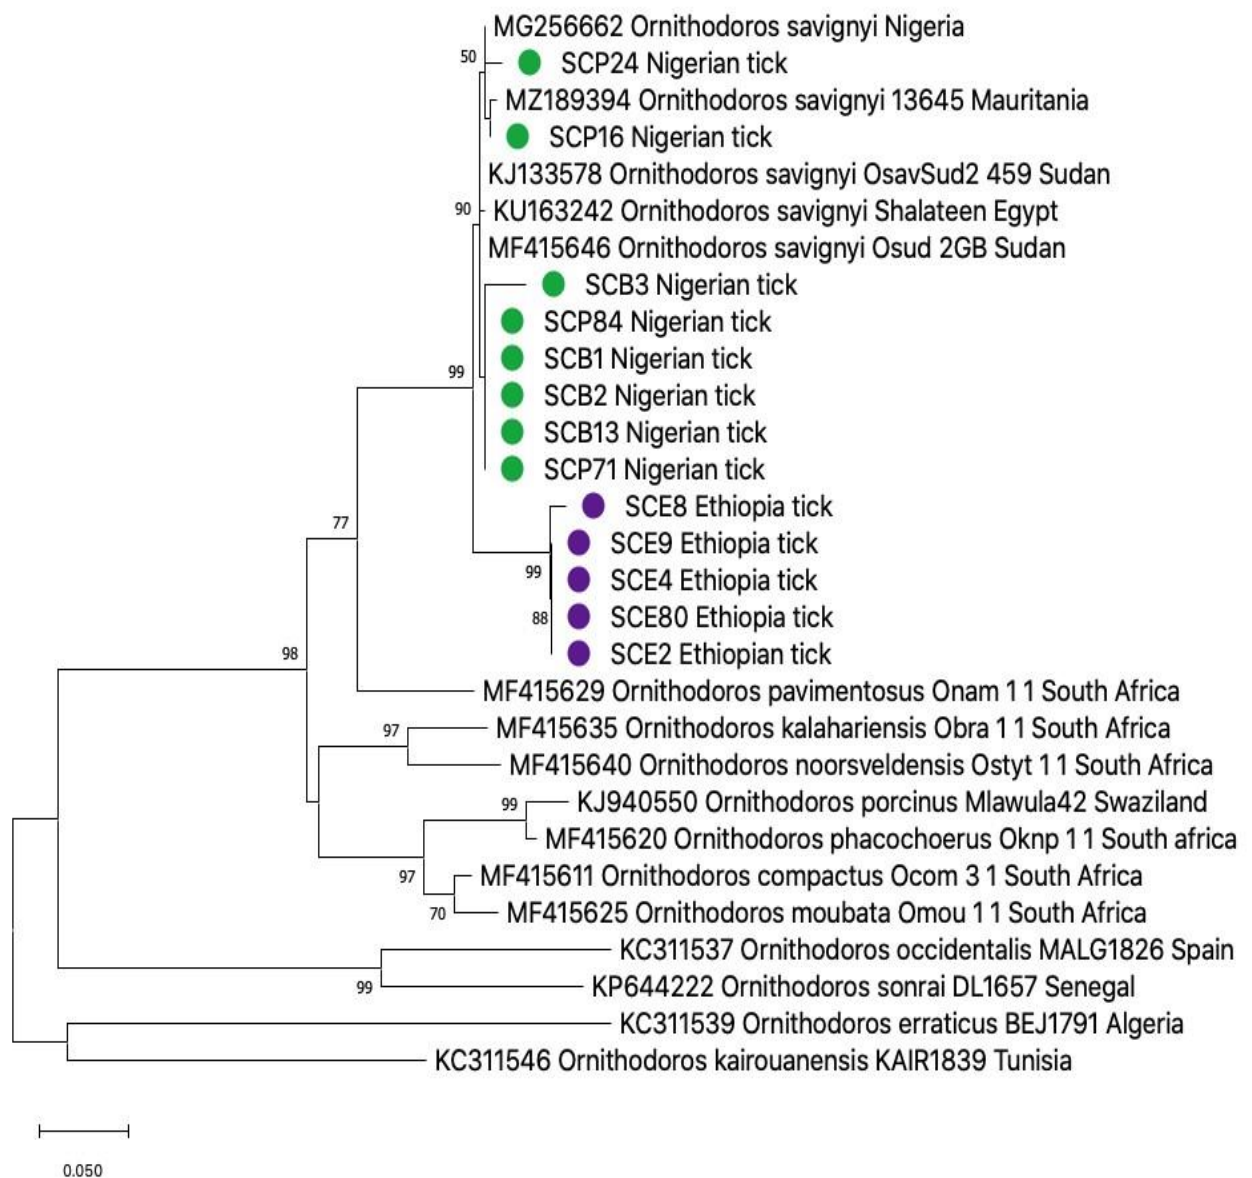 MG256662 Ornithodoros savignyi Nigeria
50
SCP24 Nigerian tick
MZ189394 Ornithodoros savignyi 13645 Mauritania
SCP16 Nigerian tick
KJ133578 Ornithodoros savignyi OsavSud2 459 Sudan
90
KU163242 Ornithodoros savignyi Shalateen Egypt
MF415646 Ornithodoros savignyi Osud 2GB Sudan
SCB3 Nigerian tick
SCP84 Nigerian tick
SCB1 Nigerian tick
99
SCB2 Nigerian tick
SCB13 Nigerian tick
SCP71 Nigerian tick
SCE8 Ethiopia tick
77
SCE9 Ethiopia tick
99
SCE4 Ethiopia tick
88
SCE80 Ethiopia tick
98
SCE2 Ethiopian tick
MF415629 Ornithodoros pavimentosus Onam 1 1 South Africa
97
MF415635 Ornithodoros kalahariensis Obra 1 1 South Africa
MF415640 Ornithodoros noorsveldensis Ostyt 1 1 South Africa
99
KJ940550 Ornithodoros porcinus Mlawula42 Swaziland
MF415620 Ornithodoros phacochoerus Oknp 1 1 South africa
97
MF415611 Ornithodoros compactus Ocom 3 1 South Africa
70
MF415625 Ornithodoros moubata Omou 1 1 South Africa
KC311537 Ornithodoros occidentalis MALG1826 Spain
99
KP644222 Ornithodoros sonrai DL1657 Senegal
KC311539 Ornithodoros erraticus BEJ1791 Algeria
KC311546 Ornithodoros kairouanensis KAIR1839 Tunisia
0.050